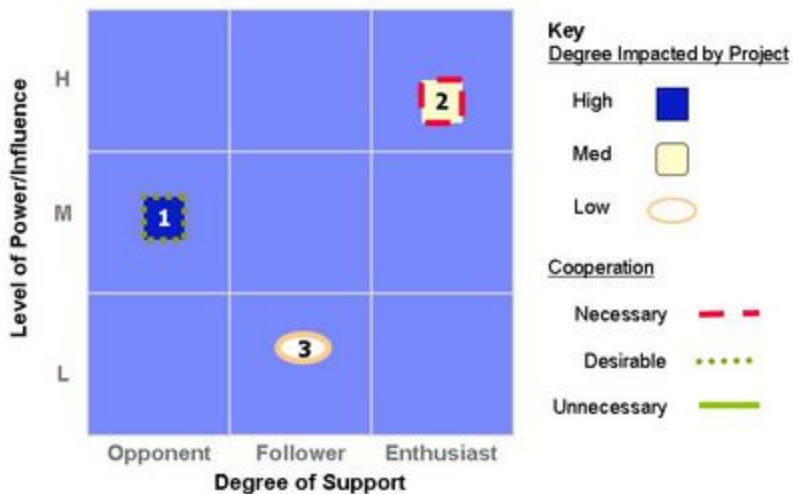 Level of Power/Influence
H
M
L
2
1
3
Opponent
Follower
Enthusiast
Degree of Support
Key
Degree Impacted by Project
High
Med
Low
Cooperation
Necessary
Desirable
Unnecessary